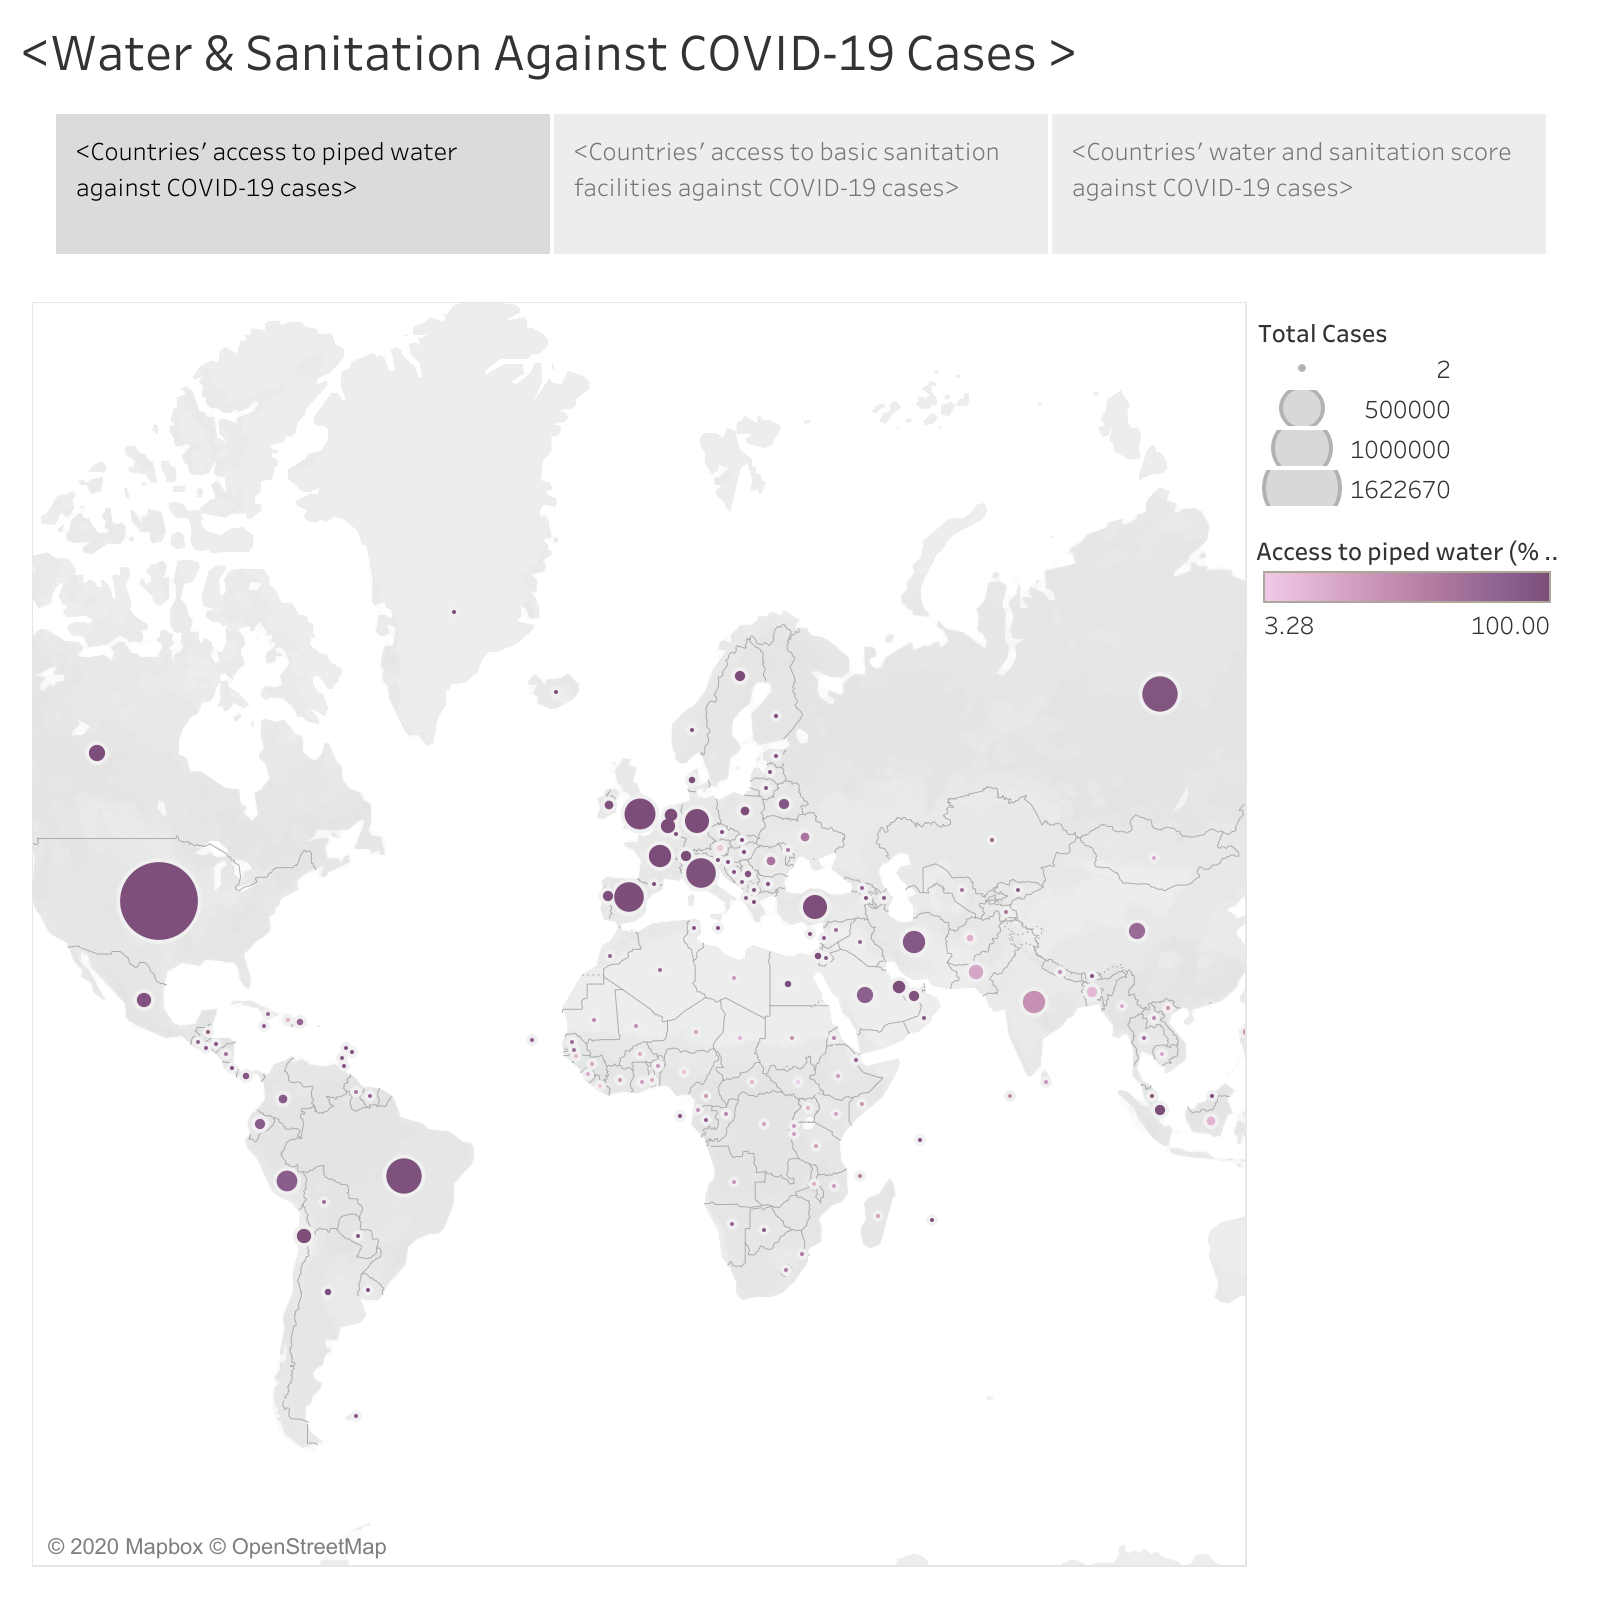 <Water & Sanitation Against COVID-19 Cases >
<Countries’ access to piped water
against COVID-19 cases>
<Countries’ access to basic sanitation
facilities against COVID-19 cases>
<Countries’ water and sanitation score
against COVID-19 cases>
Total Cases
2
500000
1000000
1622670
Access to piped water (% ..
3.28 100.00
© 2020 Mapbox © OpenStreetMap